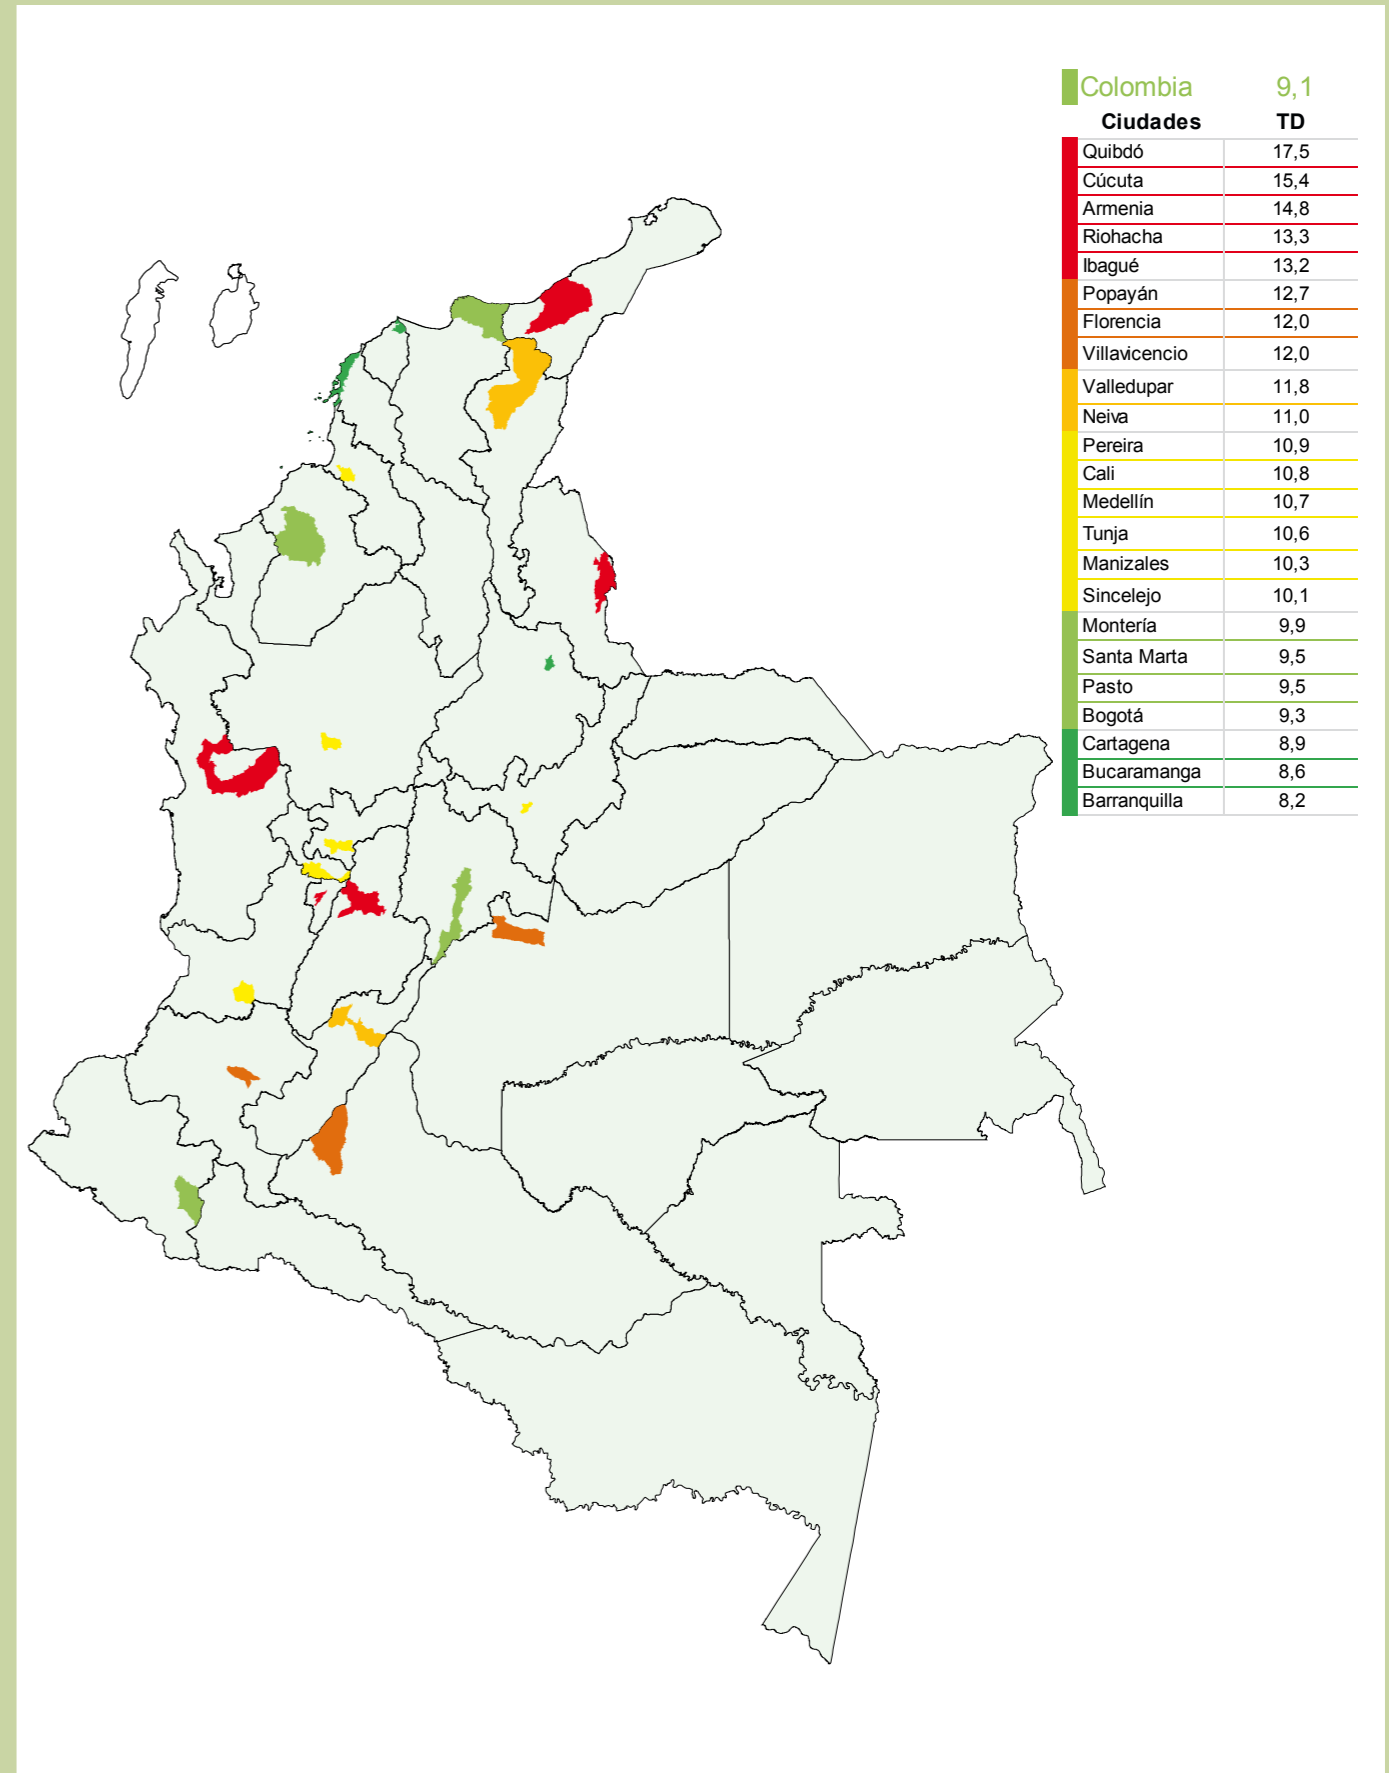 Colombia 9,1
Ciudades TD
Quibdó 17,5
Cúcuta 15,4
Armenia 14,8
Riohacha 13,3
Ibagué 13,2
Popayán 12,7
Florencia 12,0
Villavicencio 12,0
Valledupar 11,8
Neiva 11,0
Pereira 10,9
Cali 10,8
Medellín 10,7
Tunja 10,6
Manizales 10,3
Sincelejo 10,1
Montería 9,9
Santa Marta 9,5
Pasto 9,5
Bogotá 9,3
Cartagena 8,9
Bucaramanga 8,6
Barranquilla 8,2